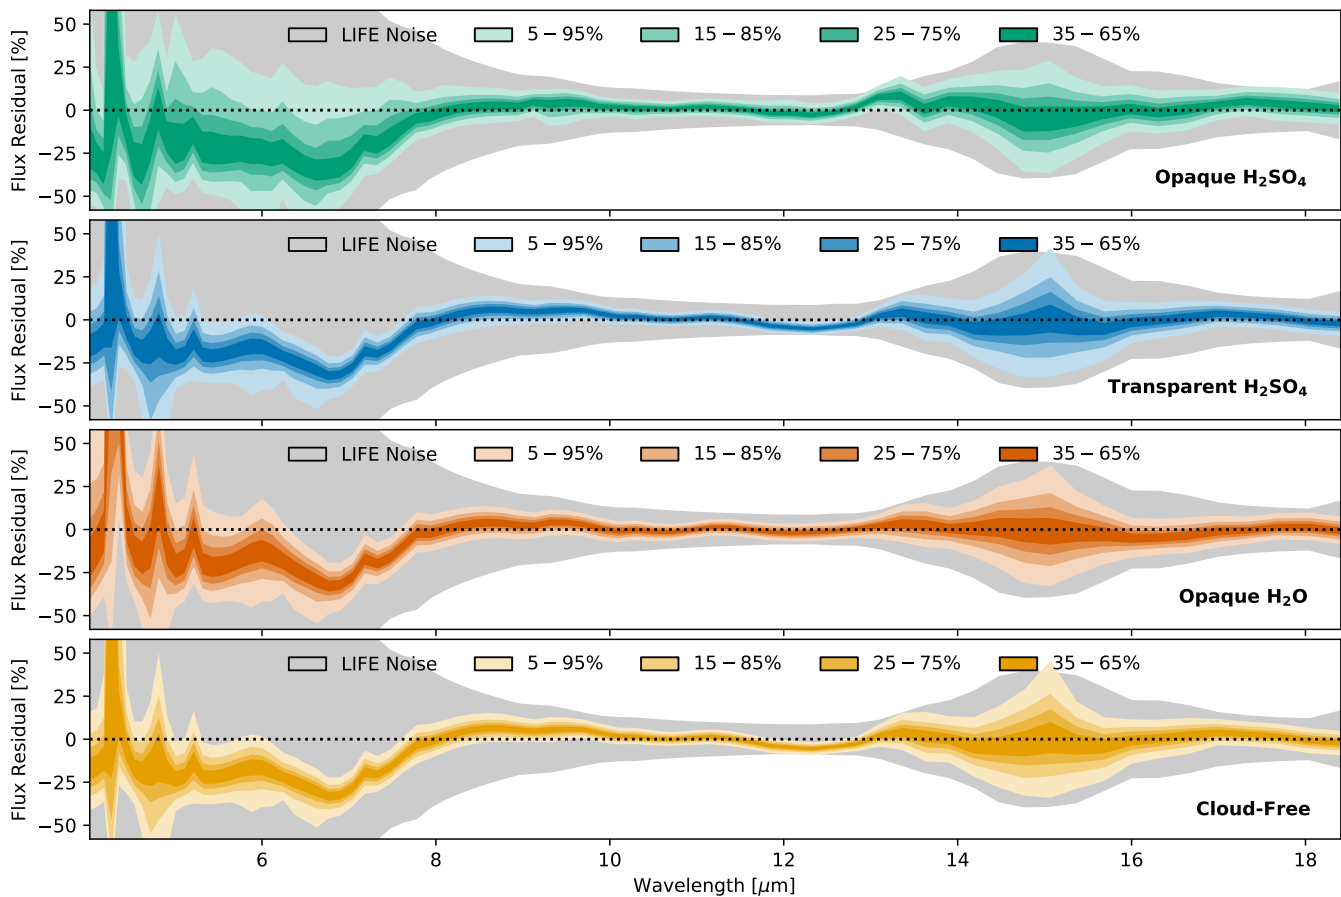 Flux Residual [%]
50
25
0
−25
−50
LIFE Noise 5 − 95% 15 − 85% 25 − 75% 35 − 65%
Opaque H₂SO₄
Flux Residual [%]
50
25
0
−25
−50
LIFE Noise 5 − 95% 15 − 85% 25 − 75% 35 − 65%
Transparent H₂SO₄
Flux Residual [%]
50
25
0
−25
−50
LIFE Noise 5 − 95% 15 − 85% 25 − 75% 35 − 65%
Opaque H₂O
Flux Residual [%]
50
25
0
−25
−50
LIFE Noise 5 − 95% 15 − 85% 25 − 75% 35 − 65%
Cloud-Free
6 8 10 12 14 16 18
Wavelength [μm]